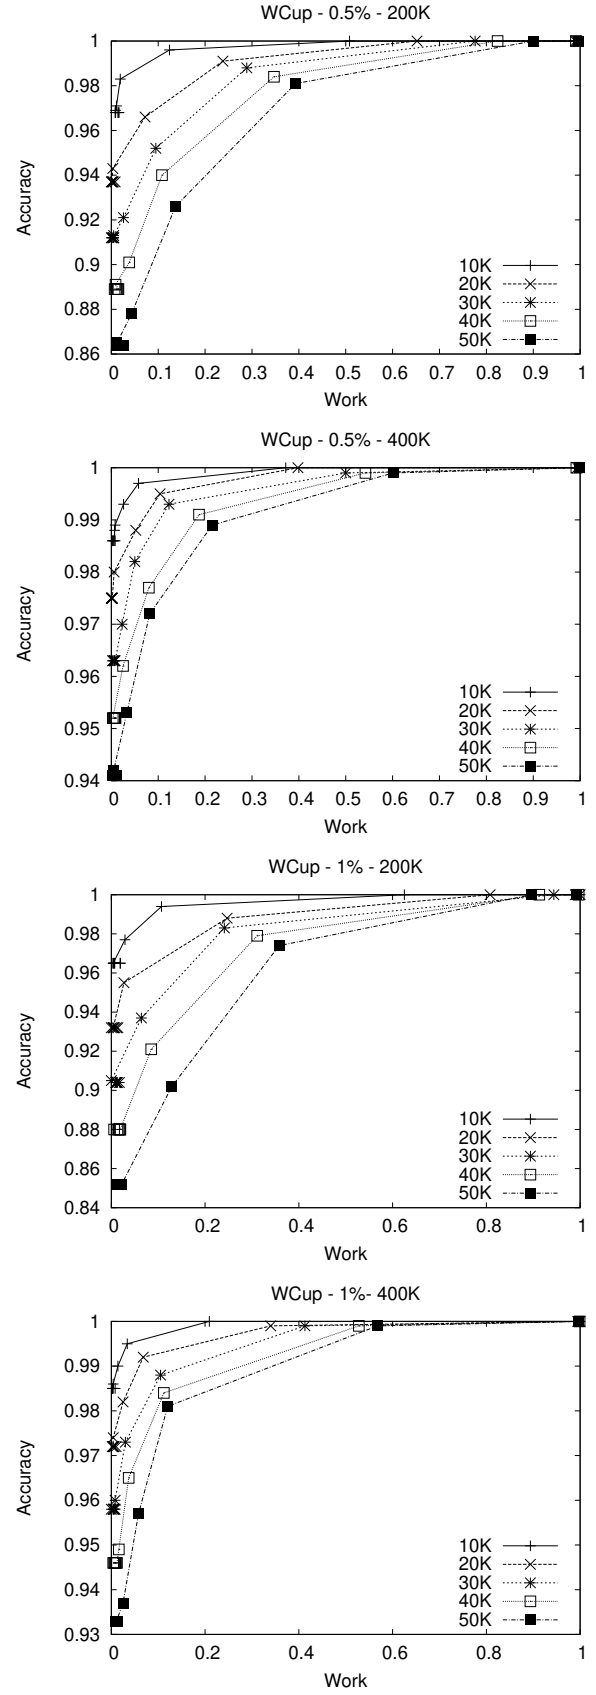 WCup - 0.5% - 200K
1
0.98
0.96
0.94
0.92
0.9
0.88
0.86
Accuracy
10K
20K
30K
40K
50K
0 0.1 0.2 0.3 0.4 0.5 0.6 0.7 0.8 0.9 1
Work
WCup - 0.5% - 400K
1
0.99
0.98
0.97
0.96
0.95
0.94
Accuracy
10K
20K
30K
40K
50K
0 0.1 0.2 0.3 0.4 0.5 0.6 0.7 0.8 0.9 1
Work
WCup - 1% - 200K
1
0.98
0.96
0.94
0.92
0.9
0.88
0.86
0.84
Accuracy
10K
20K
30K
40K
50K
0 0.2 0.4 0.6 0.8 1
Work
WCup - 1%- 400K
1
0.99
0.98
0.97
0.96
0.95
0.94
0.93
Accuracy
10K
20K
30K
40K
50K
0 0.2 0.4 0.6 0.8 1
Work